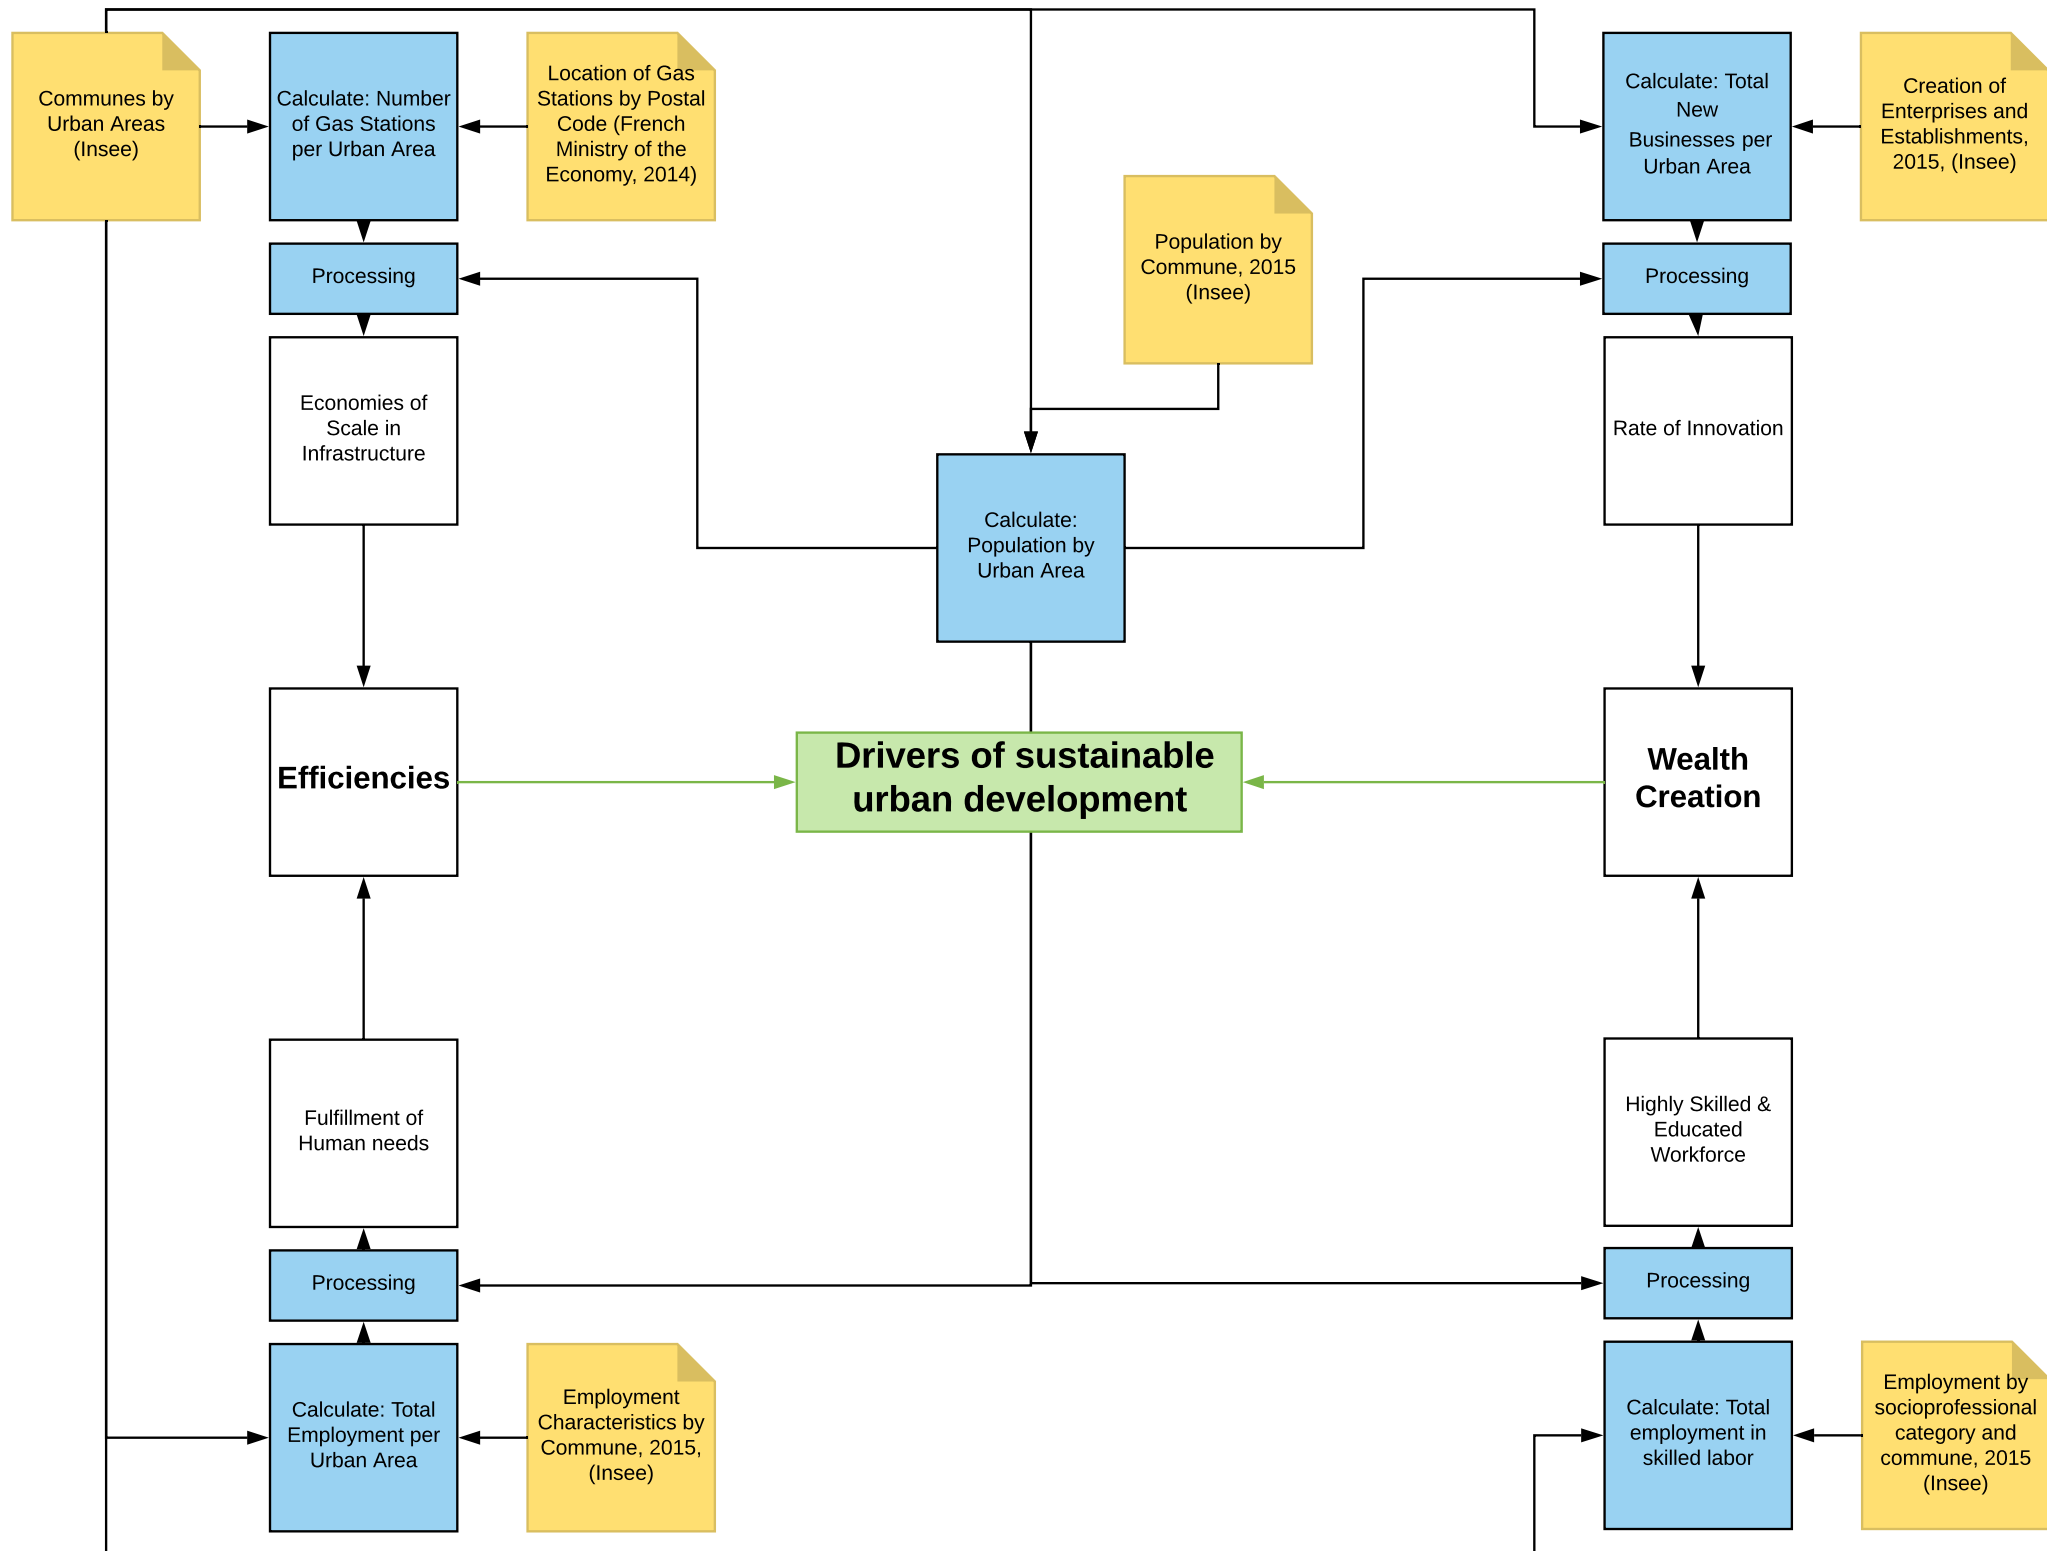 Communes by
Urban Areas
(Insee)
Calculate: Number
of Gas Stations
per Urban Area
Location of Gas
Stations by Postal
Code (French
Ministry of the
Economy, 2014)
Calculate: Total
New
Businesses per
Urban Area
Creation of
Enterprises and
Establishments,
2015, (Insee)
Processing
Population by
Commune, 2015
(Insee)
Processing
Economies of
Scale in
Infrastructure
Rate of Innovation
Calculate:
Population by
Urban Area
Efficiencies
Drivers of sustainable
urban development
Wealth
Creation
Fulfillment of
Human needs
Highly Skilled &
Educated
Workforce
Processing
Processing
Calculate: Total
Employment per
Urban Area
Employment
Characteristics by
Commune, 2015,
(Insee)
Calculate: Total
employment in
skilled labor
Employment by
socioprofessional
category and
commune, 2015
(Insee)